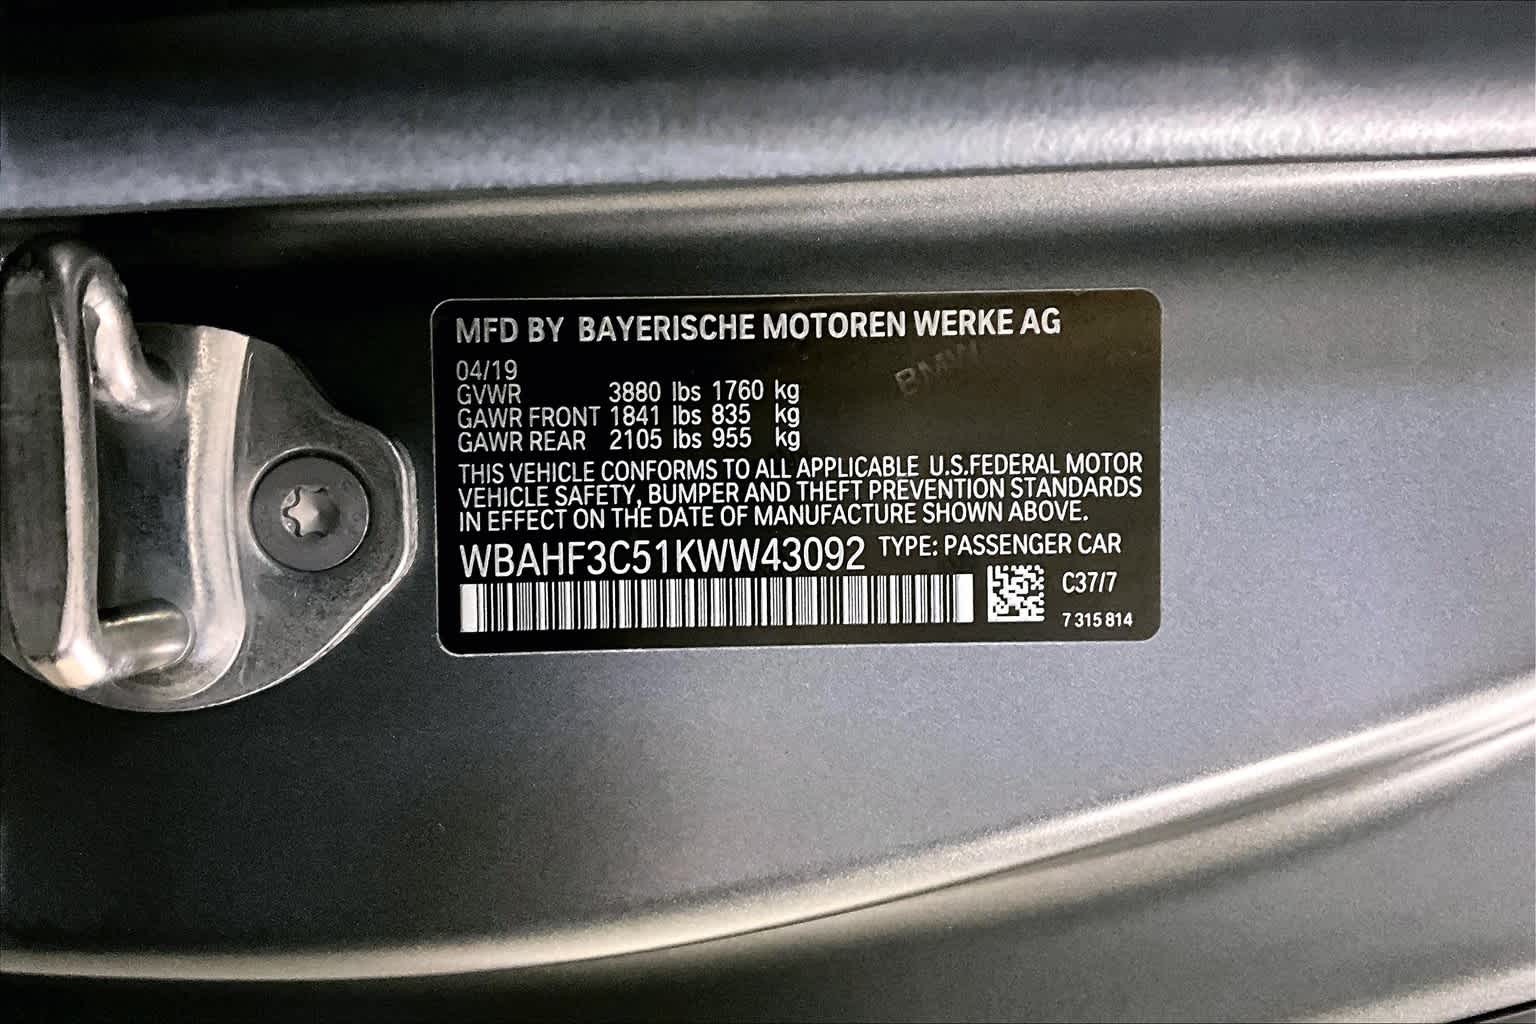 MFD BY BAYERISCHE MOTOREN WERKE AG
BMW
04/19
GVWR 3880 lbs 1760 kg
GAWR FRONT 1841 lbs 835 kg
GAWR REAR 2105 lbs 955 kg
THIS VEHICLE CONFORMS TO ALL APPLICABLE U.S.FEDERAL MOTOR
VEHICLE SAFETY, BUMPER AND THEFT PREVENTION STANDARDS
IN EFFECT ON THE DATE OF MANUFACTURE SHOWN ABOVE.
WBAHF3C51KWW43092 TYPE: PASSENGER CAR
C37/7
7 315 814